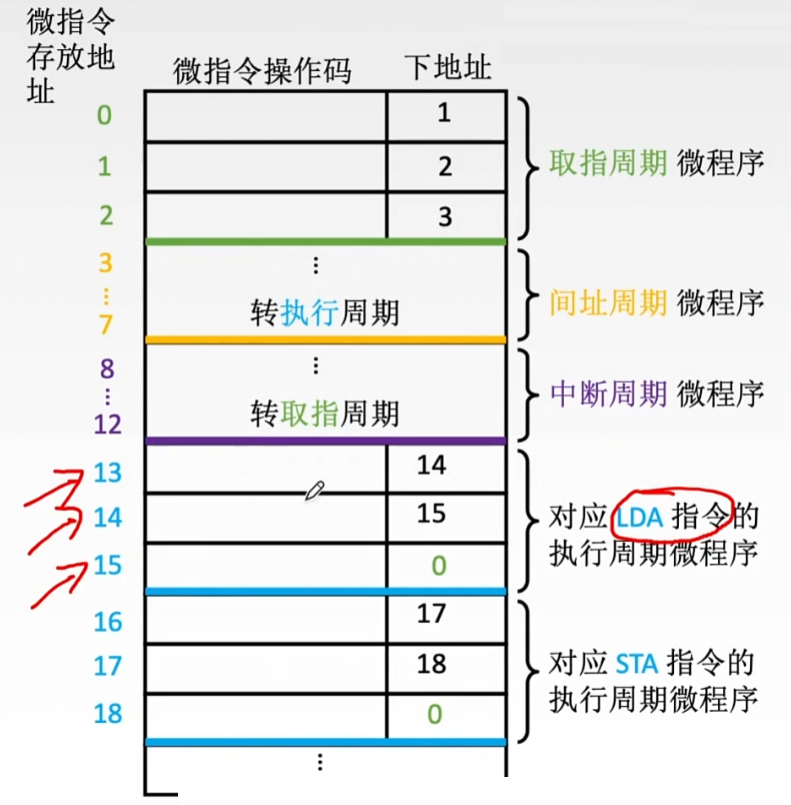 微指令
存放地
址
微指令操作码 下地址
0 1
1 2
取指周期 微程序
2 3
3 ⋮
⋮
间址周期 微程序
7 转执行周期
8 ⋮
⋮
中断周期 微程序
12 转取指周期
13 14
14 15
对应 LDA 指令的
执行周期微程序
15 0
16 17
17 18
对应 STA 指令的
执行周期微程序
18 0
⋮